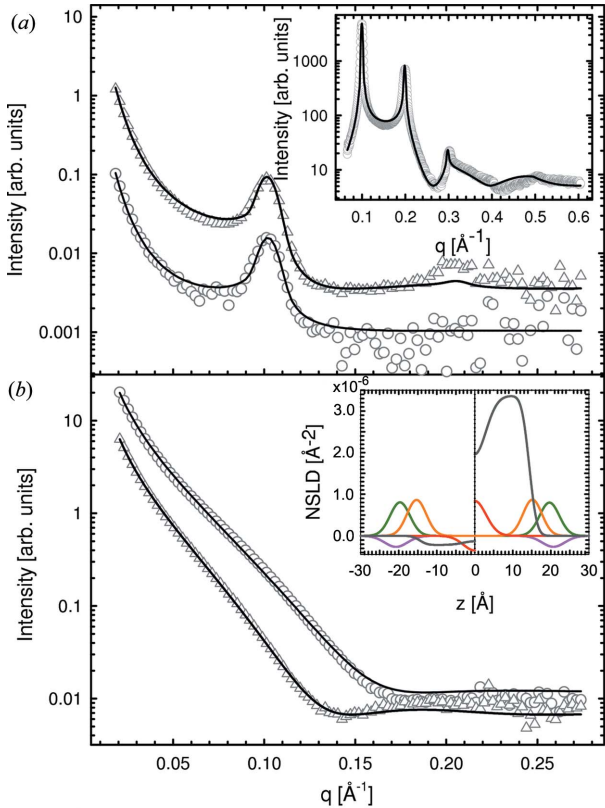 (a)
Intensity [arb. units]
10
1
0.1
0.01
0.001
Intensity [arb. units]
1000
100
10
0.1 0.2 0.3 0.4 0.5 0.6
q [Å-1]
(b)
Intensity [arb. units]
10
1
0.1
0.01
x10-6
NSLD [Å-2]
3.0
2.0
1.0
0.0
-30 -20 -10 0 10 20 30
z [Å]
0.05 0.10 0.15 0.20 0.25
q [Å-1]